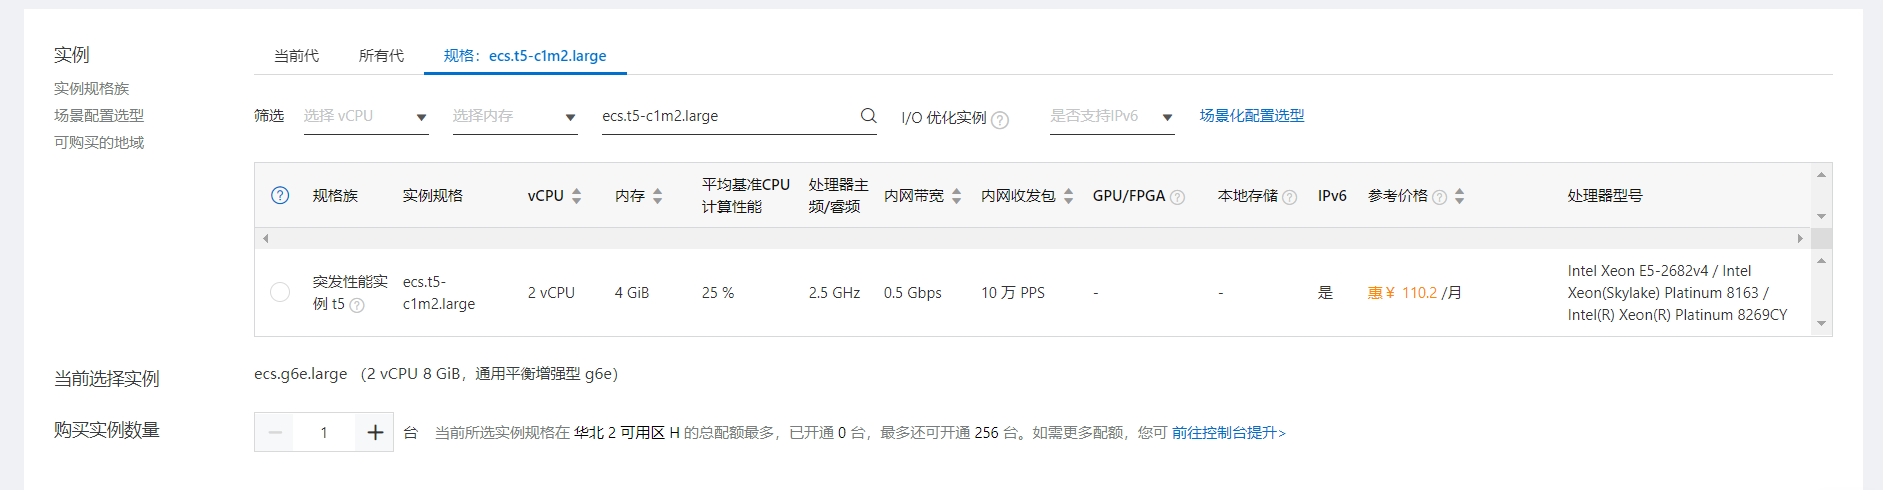 实例
实例规格族
场景配置选型
可购买的地域
当前代 所有代 规格：ecs.t5-c1m2.large
筛选 选择 vCPU 选择内存 ecs.t5-c1m2.large I/O 优化实例 ? 是否支持IPv6 场景化配置选型
? 规格族 实例规格 vCPU 内存 平均基准CPU
计算性能 处理器主
频/睿频 内网带宽 内网收发包 GPU/FPGA ? 本地存储 ? IPv6 参考价格 ? 处理器型号
突发性能实
例 t5 ? ecs.t5-
c1m2.large 2 vCPU 4 GiB 25 % 2.5 GHz 0.5 Gbps 10 万 PPS - - 是 惠¥ 110.2 /月 Intel Xeon E5-2682v4 / Intel
Xeon(Skylake) Platinum 8163 /
Intel(R) Xeon(R) Platinum 8269CY
当前选择实例 ecs.g6e.large （2 vCPU 8 GiB，通用平衡增强型 g6e）
购买实例数量 1 台 当前所选实例规格在 华北 2 可用区 H 的总配额最多，已开通 0 台，最多还可开通 256 台。如需更多配额，您可 前往控制台提升>